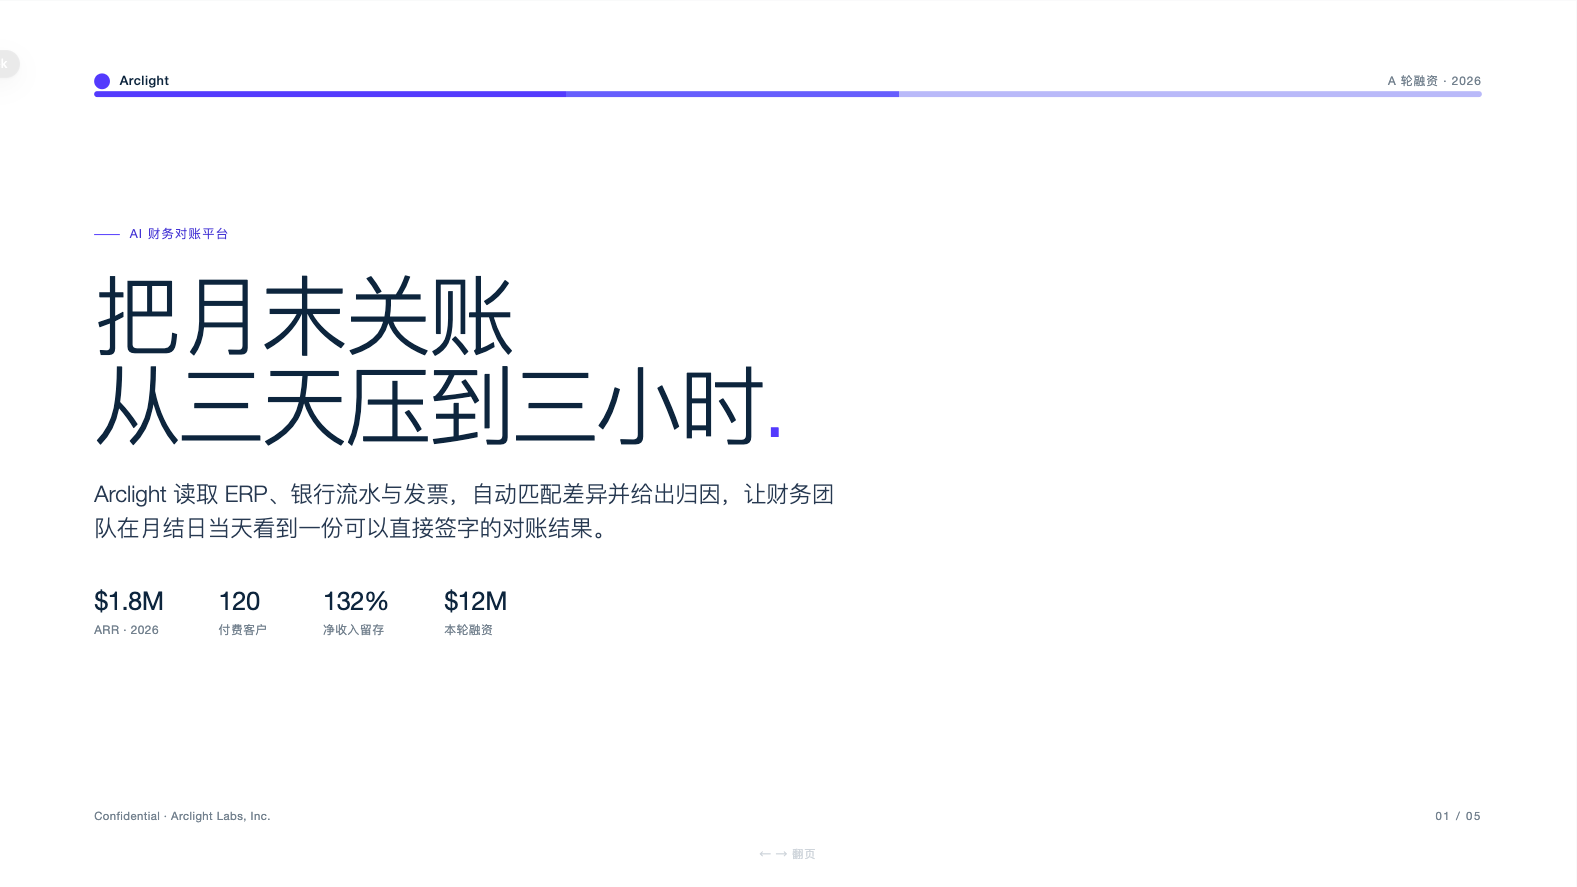 k
Arclight
A 轮融资 · 2026
AI 财务对账平台
把月末关账
从三天压到三小时.
Arclight 读取 ERP、银行流水与发票，自动匹配差异并给出归因，让财务团
队在月结日当天看到一份可以直接签字的对账结果。
$1.8M 120 132% $12M
ARR · 2026 付费客户 净收入留存 本轮融资
Confidential · Arclight Labs, Inc.
01 / 05
← → 翻页